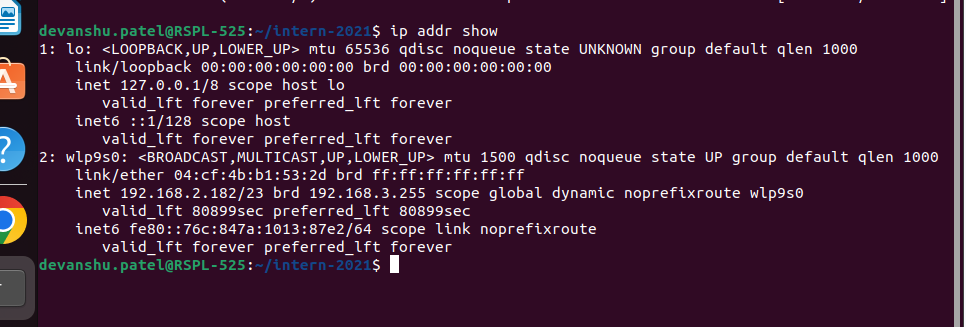 devanshu.patel@RSPL-525:~/intern-2021$ ip addr show
1: lo: <LOOPBACK,UP,LOWER_UP> mtu 65536 qdisc noqueue state UNKNOWN group default qlen 1000
    link/loopback 00:00:00:00:00:00 brd 00:00:00:00:00:00
    inet 127.0.0.1/8 scope host lo
       valid_lft forever preferred_lft forever
    inet6 ::1/128 scope host
       valid_lft forever preferred_lft forever
2: wlp9s0: <BROADCAST,MULTICAST,UP,LOWER_UP> mtu 1500 qdisc noqueue state UP group default qlen 1000
    link/ether 04:cf:4b:b1:53:2d brd ff:ff:ff:ff:ff:ff
    inet 192.168.2.182/23 brd 192.168.3.255 scope global dynamic noprefixroute wlp9s0
       valid_lft 80899sec preferred_lft 80899sec
    inet6 fe80::76c:847a:1013:87e2/64 scope link noprefixroute
       valid_lft forever preferred_lft forever
devanshu.patel@RSPL-525:~/intern-2021$